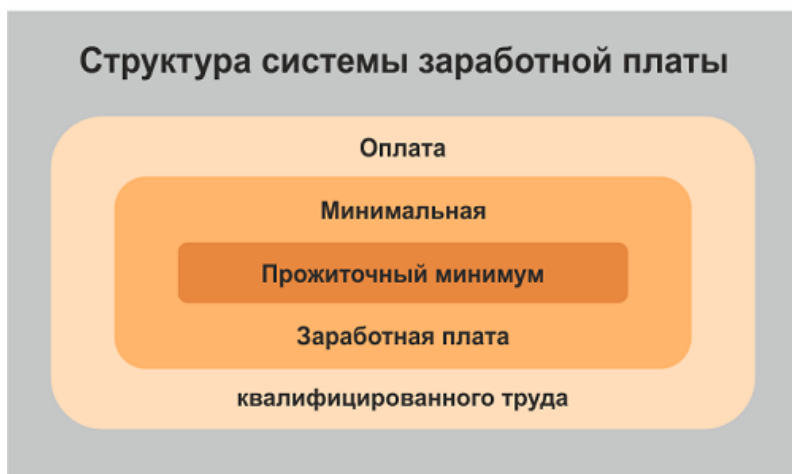 Структура системы заработной платы
Оплата
Минимальная
Прожиточный минимум
Заработная плата
квалифицированного труда